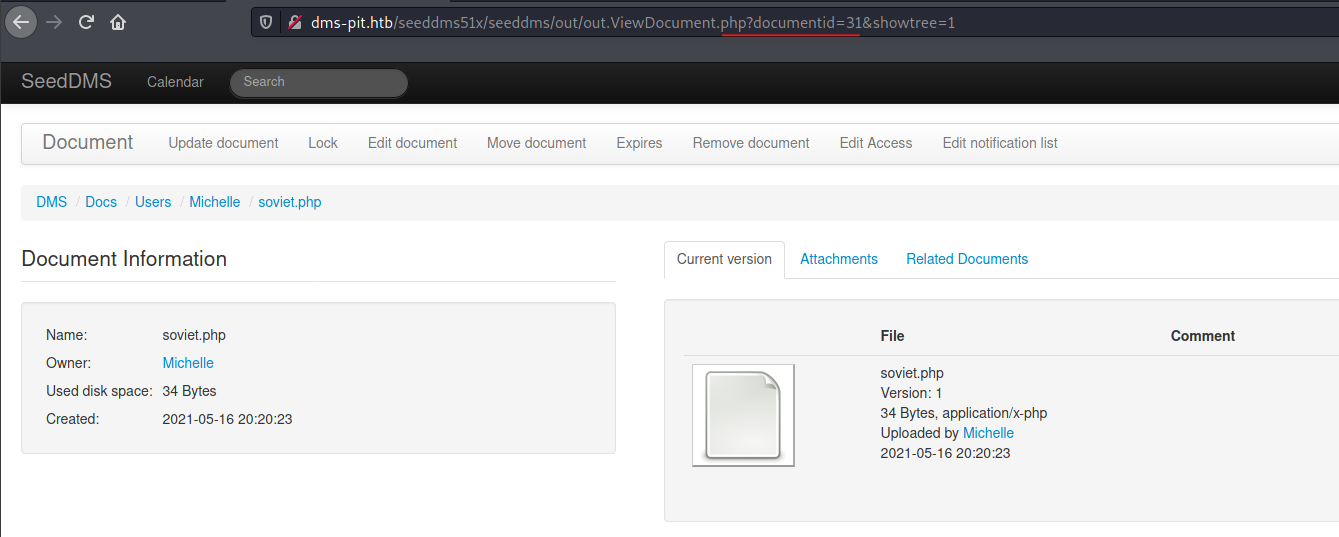 dms-pit.htb/seeddms51x/seeddms/out/out.ViewDocument.php?documentid=31&showtree=1
SeedDMS Calendar Search
Document Update document Lock Edit document Move document Expires Remove document Edit Access Edit notification list
DMS / Docs / Users / Michelle / soviet.php
Document Information
Current version Attachments Related Documents
Name: soviet.php
Owner: Michelle
Used disk space: 34 Bytes
Created: 2021-05-16 20:20:23
File Comment
soviet.php
Version: 1
34 Bytes, application/x-php
Uploaded by Michelle
2021-05-16 20:20:23